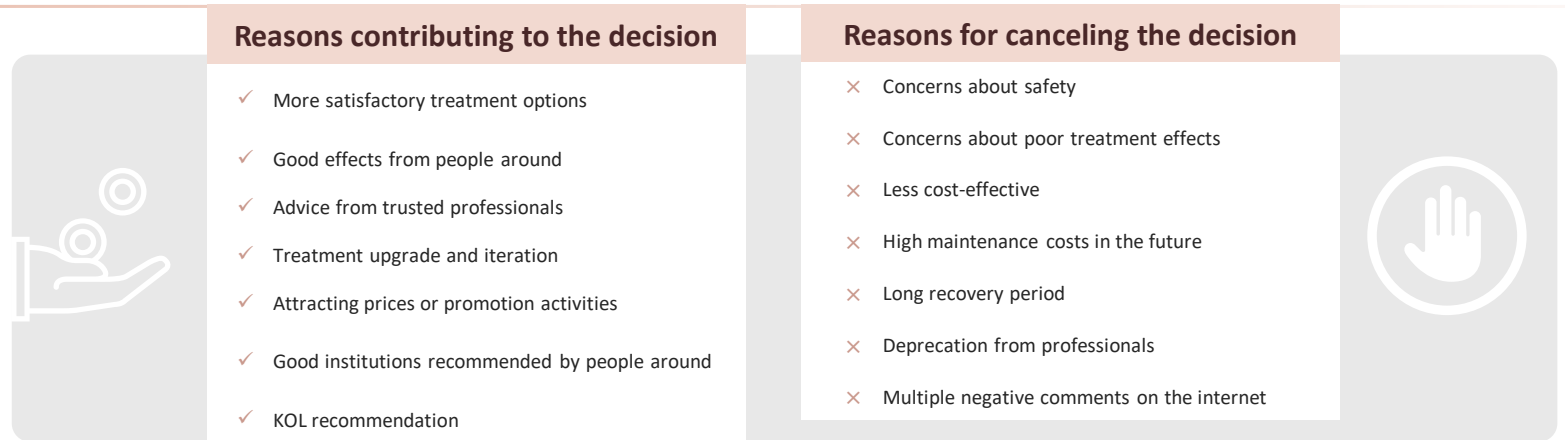 Reasons contributing to the decision
✓ More satisfactory treatment options
✓ Good effects from people around
✓ Advice from trusted professionals
✓ Treatment upgrade and iteration
✓ Attracting prices or promotion activities
✓ Good institutions recommended by people around
✓ KOL recommendation
Reasons for canceling the decision
× Concerns about safety
× Concerns about poor treatment effects
× Less cost-effective
× High maintenance costs in the future
× Long recovery period
× Deprecation from professionals
× Multiple negative comments on the internet